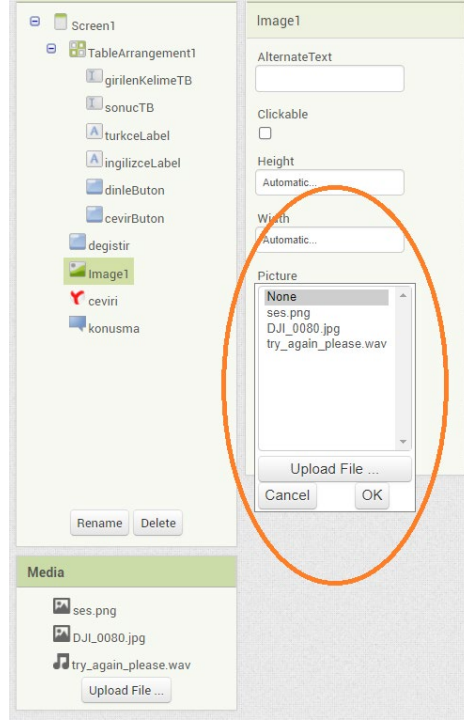 Screen1
TableArrangement1
girilenKelimeTB
sonucTB
turkceLabel
ingilizceLabel
dinleButon
cevirButon
degistir
Image1
ceviri
konusma
Rename Delete
Media
ses.png
DJI_0080.jpg
try_again_please.wav
Upload File ...
Image1
AlternateText
Clickable
Height
Automatic...
Width
Automatic...
Picture
None
ses.png
DJI_0080.jpg
try_again_please.wav
Upload File ...
Cancel OK